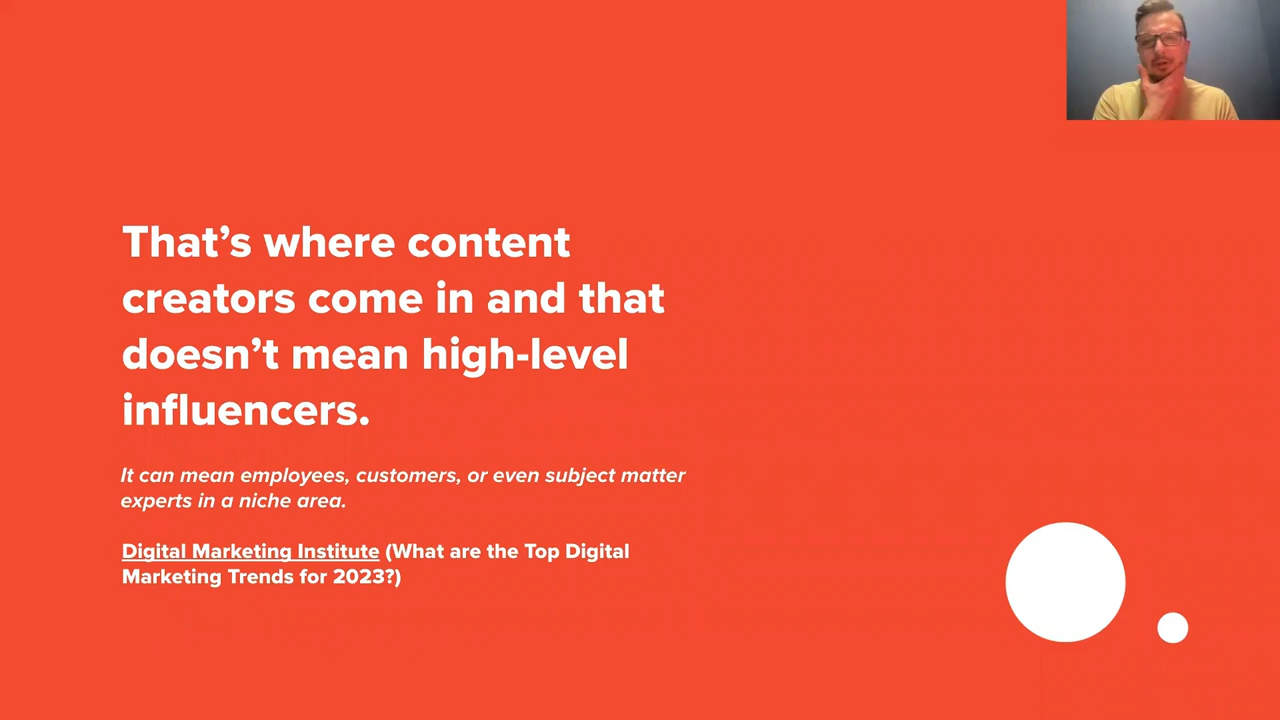 That’s where content
creators come in and that
doesn’t mean high-level
influencers.
It can mean employees, customers, or even subject matter
experts in a niche area.
Digital Marketing Institute (What are the Top Digital
Marketing Trends for 2023?)